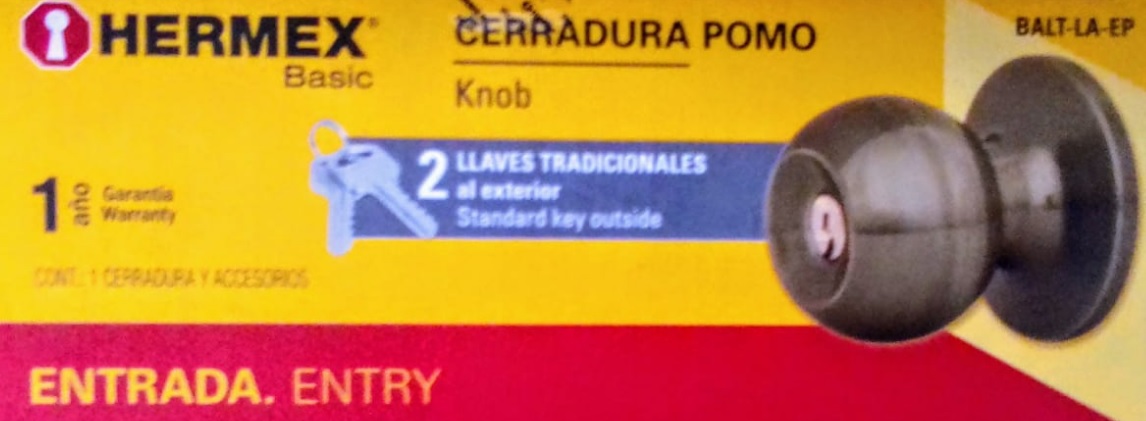 HERMEX®
Basic
CERRADURA POMO
Knob
BALT-LA-EP
2 LLAVES TRADICIONALES
al exterior
Standard key outside
1 año
Garantía
Warranty
CONT.: 1 CERRADURA Y ACCESORIOS
ENTRADA. ENTRY